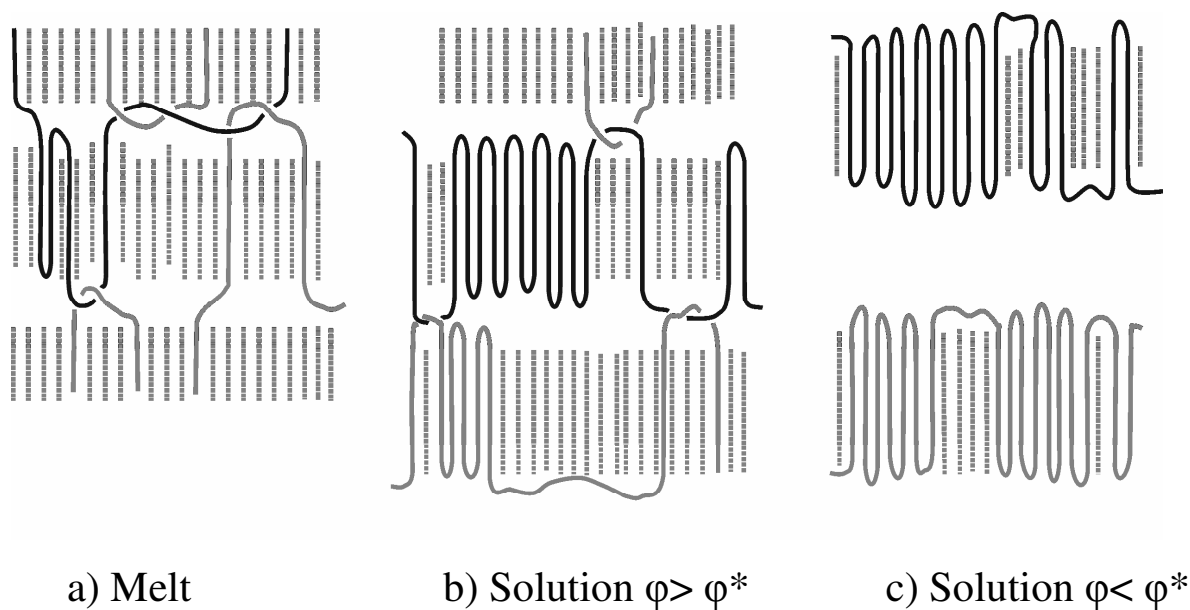 a) Melt
b) Solution φ> φ*
c) Solution φ< φ*